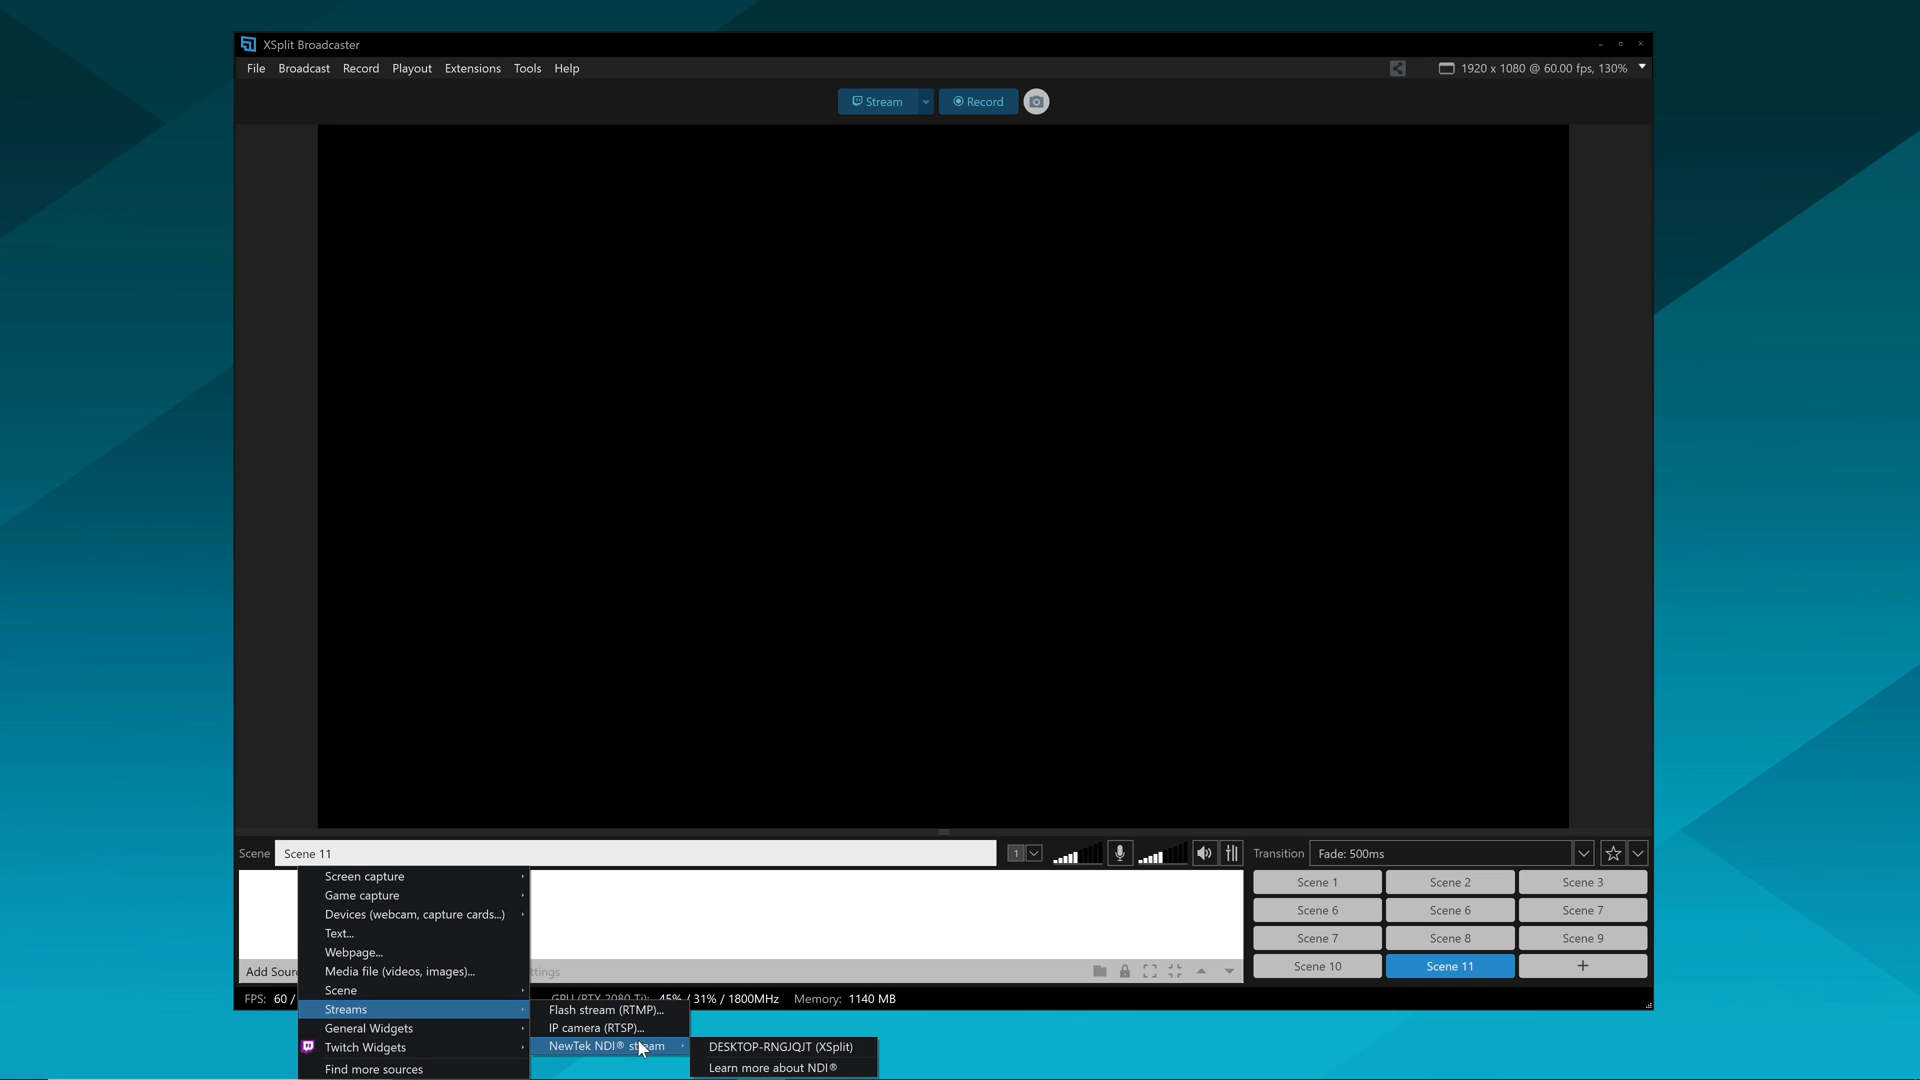 XSplit Broadcaster
File Broadcast Record Playout Extensions Tools Help
1920 x 1080 @ 60.00 fps, 130%
Stream Record
Scene Scene 11 1 Transition Fade: 500ms
Screen capture
Game capture
Devices (webcam, capture cards...)
Text...
Webpage...
Media file (videos, images)...
Scene
Streams
General Widgets
Twitch Widgets
Find more sources
Flash stream (RTMP)...
IP camera (RTSP)...
NewTek NDI® stream
DESKTOP-RNGJQJT (XSplit)
Learn more about NDI®
Scene 1 Scene 2 Scene 3
Scene 6 Scene 6 Scene 7
Scene 7 Scene 8 Scene 9
Scene 10 Scene 11 +
Add
FPS: 60 / GPU (RTX 2080 Ti): 45% / 31% / 1800MHz Memory: 1140 MB